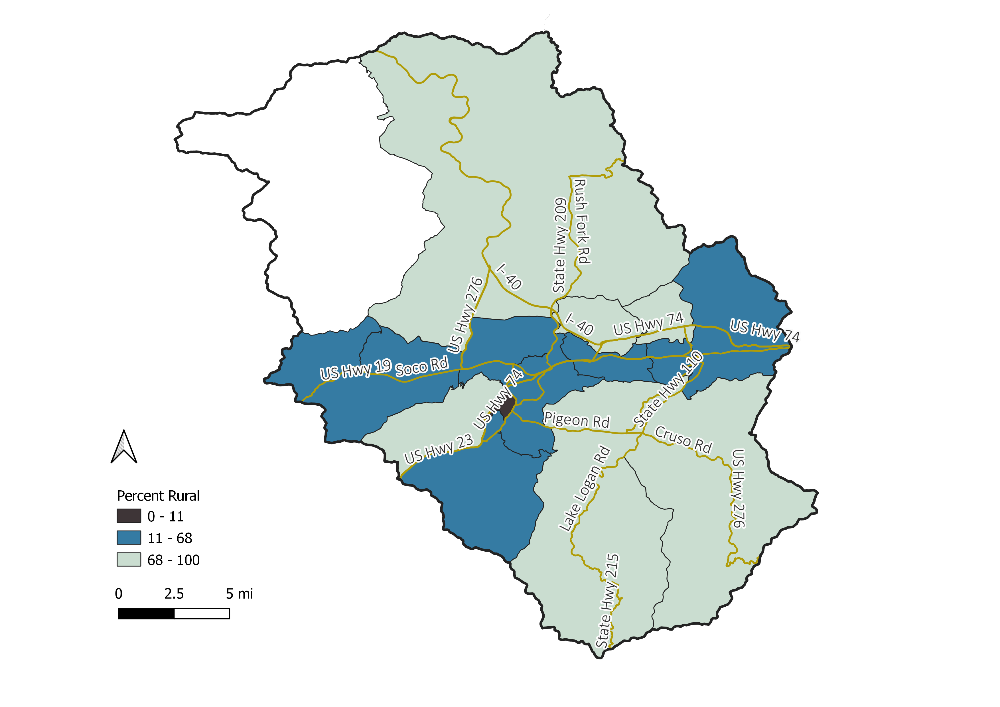 Rush Fork Rd
State Hwy 209
I- 40
US Hwy 276
I- 40
US Hwy 74
US Hwy 74
US Hwy 19
Soco Rd
State Hwy 110
US Hwy 74
Pigeon Rd
Cruso Rd
US Hwy 23
Lake Logan Rd
US Hwy 276
State Hwy 215
Percent Rural
0 - 11
11 - 68
68 - 100
0 2.5 5 mi